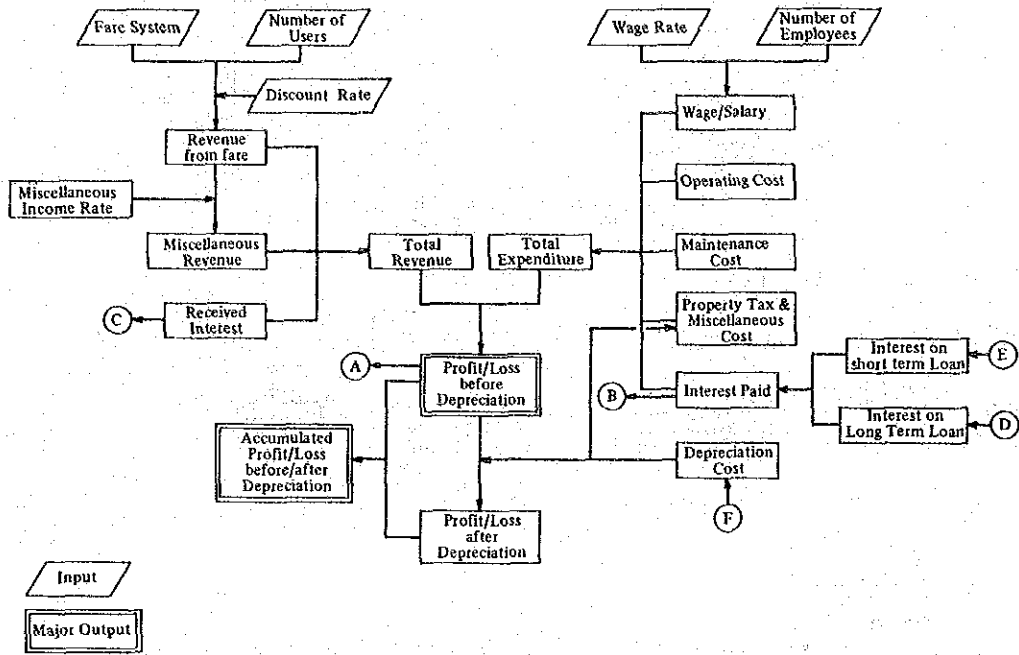 Fare System
Number of
Users
Wage Rate
Number of
Employees
Discount Rate
Wage/Salary
Revenue
from fare
Operating Cost
Miscellaneous
Income Rate
Miscellaneous
Revenue
Total
Revenue
Total
Expenditure
Maintenance
Cost
C
Received
Interest
Property Tax &
Miscellaneous
Cost
A
Profit/Loss
before
Depreciation
B
Interest Paid
Interest on
short term Loan
E
Interest on
Long Term Loan
D
Accumulated
Profit/Loss
before/after
Depreciation
Depreciation
Cost
F
Profit/Loss
after
Depreciation
Input
Major Output